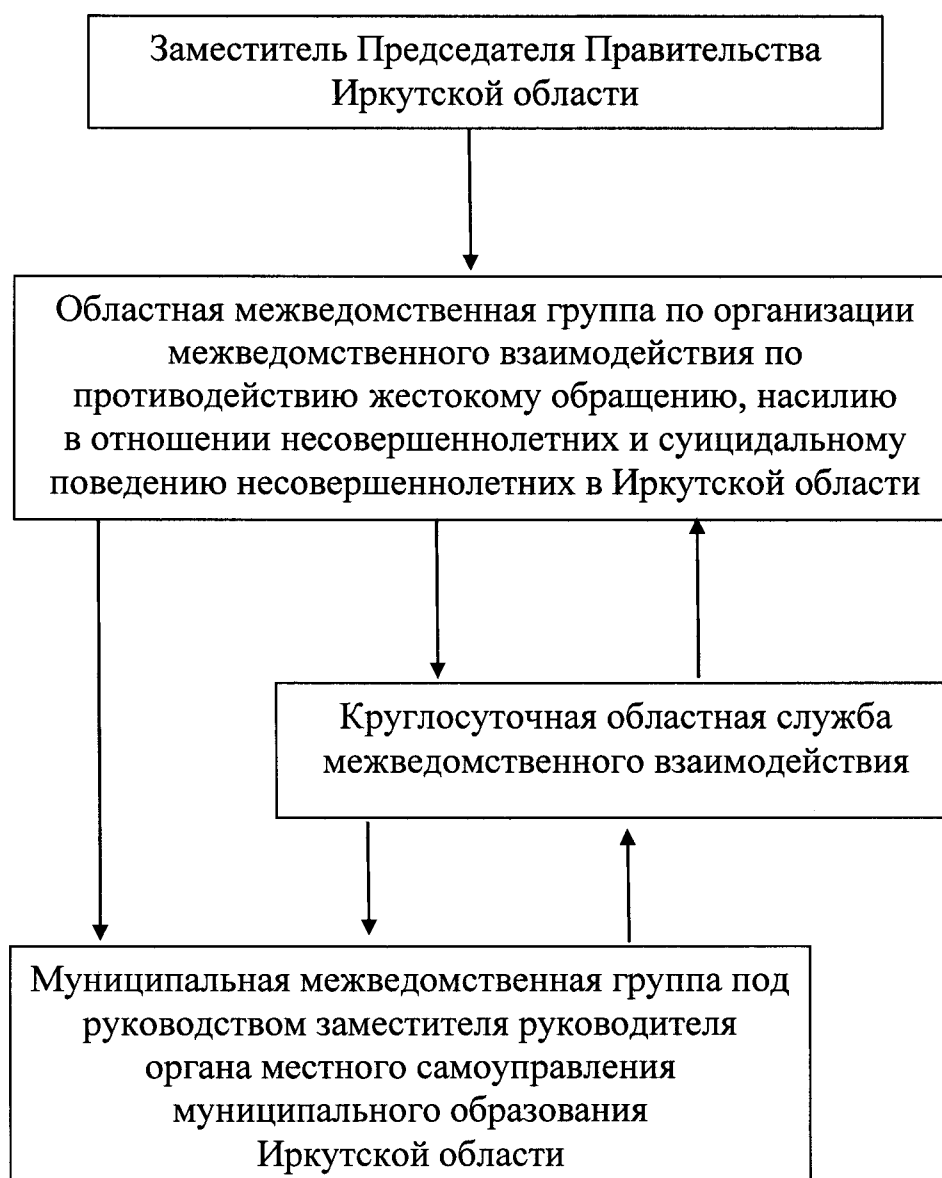 Заместитель Председателя Правительства
Иркутской области
Областная межведомственная группа по организации
межведомственного взаимодействия по
противодействию жестокому обращению, насилию
в отношении несовершеннолетних и суицидальному
поведению несовершеннолетних в Иркутской области
Круглосуточная областная служба
межведомственного взаимодействия
Муниципальная межведомственная группа под
руководством заместителя руководителя
органа местного самоуправления
муниципального образования
Иркутской области